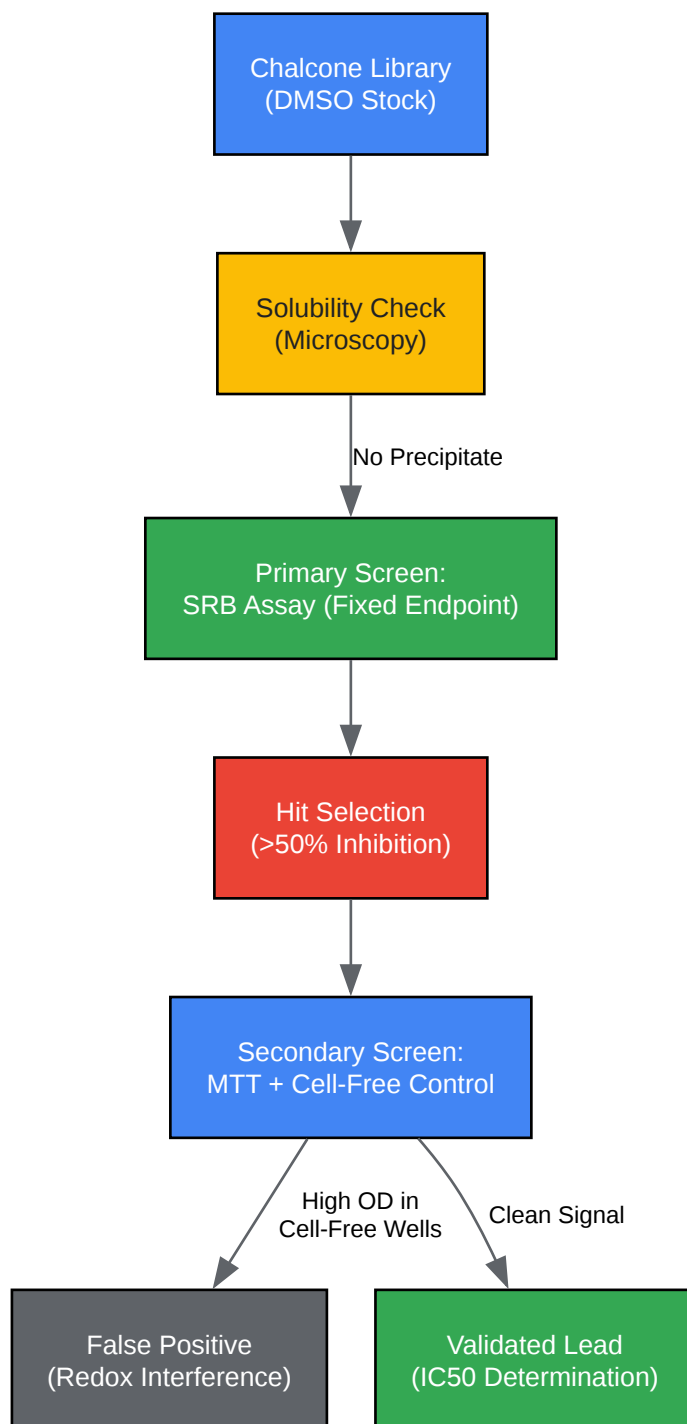 Chalcone Library
(DMSO Stock)
Solubility Check
(Microscopy)
No Precipitate
Primary Screen:
SRB Assay (Fixed Endpoint)
Hit Selection
(>50% Inhibition)
Secondary Screen:
MTT + Cell-Free Control
High OD in
Cell-Free Wells
Clean Signal
False Positive
(Redox Interference)
Validated Lead
(IC50 Determination)